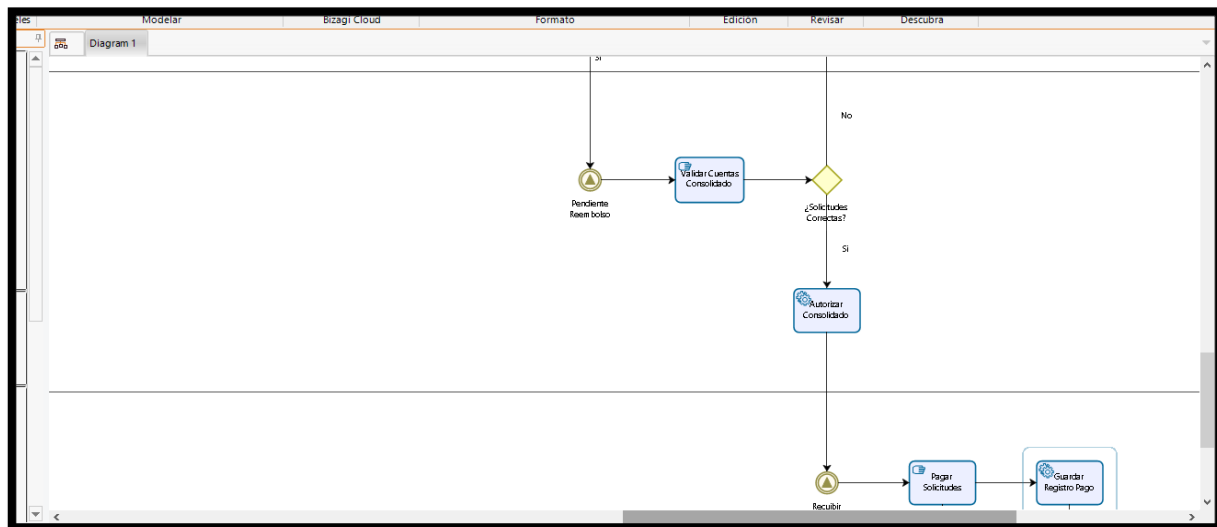 eles
Modelar
Bizagi Cloud
Formato
Edición
Revisar
Descubra
Diagram 1
Si
No
Validar Cuentas
Consolidado
Pendiente
Reembolso
¿Solicitudes
Correctas?
Si
Autorizar
Consolidado
Pagar
Solicitudes
Guardar
Registro Pago
Recuibir